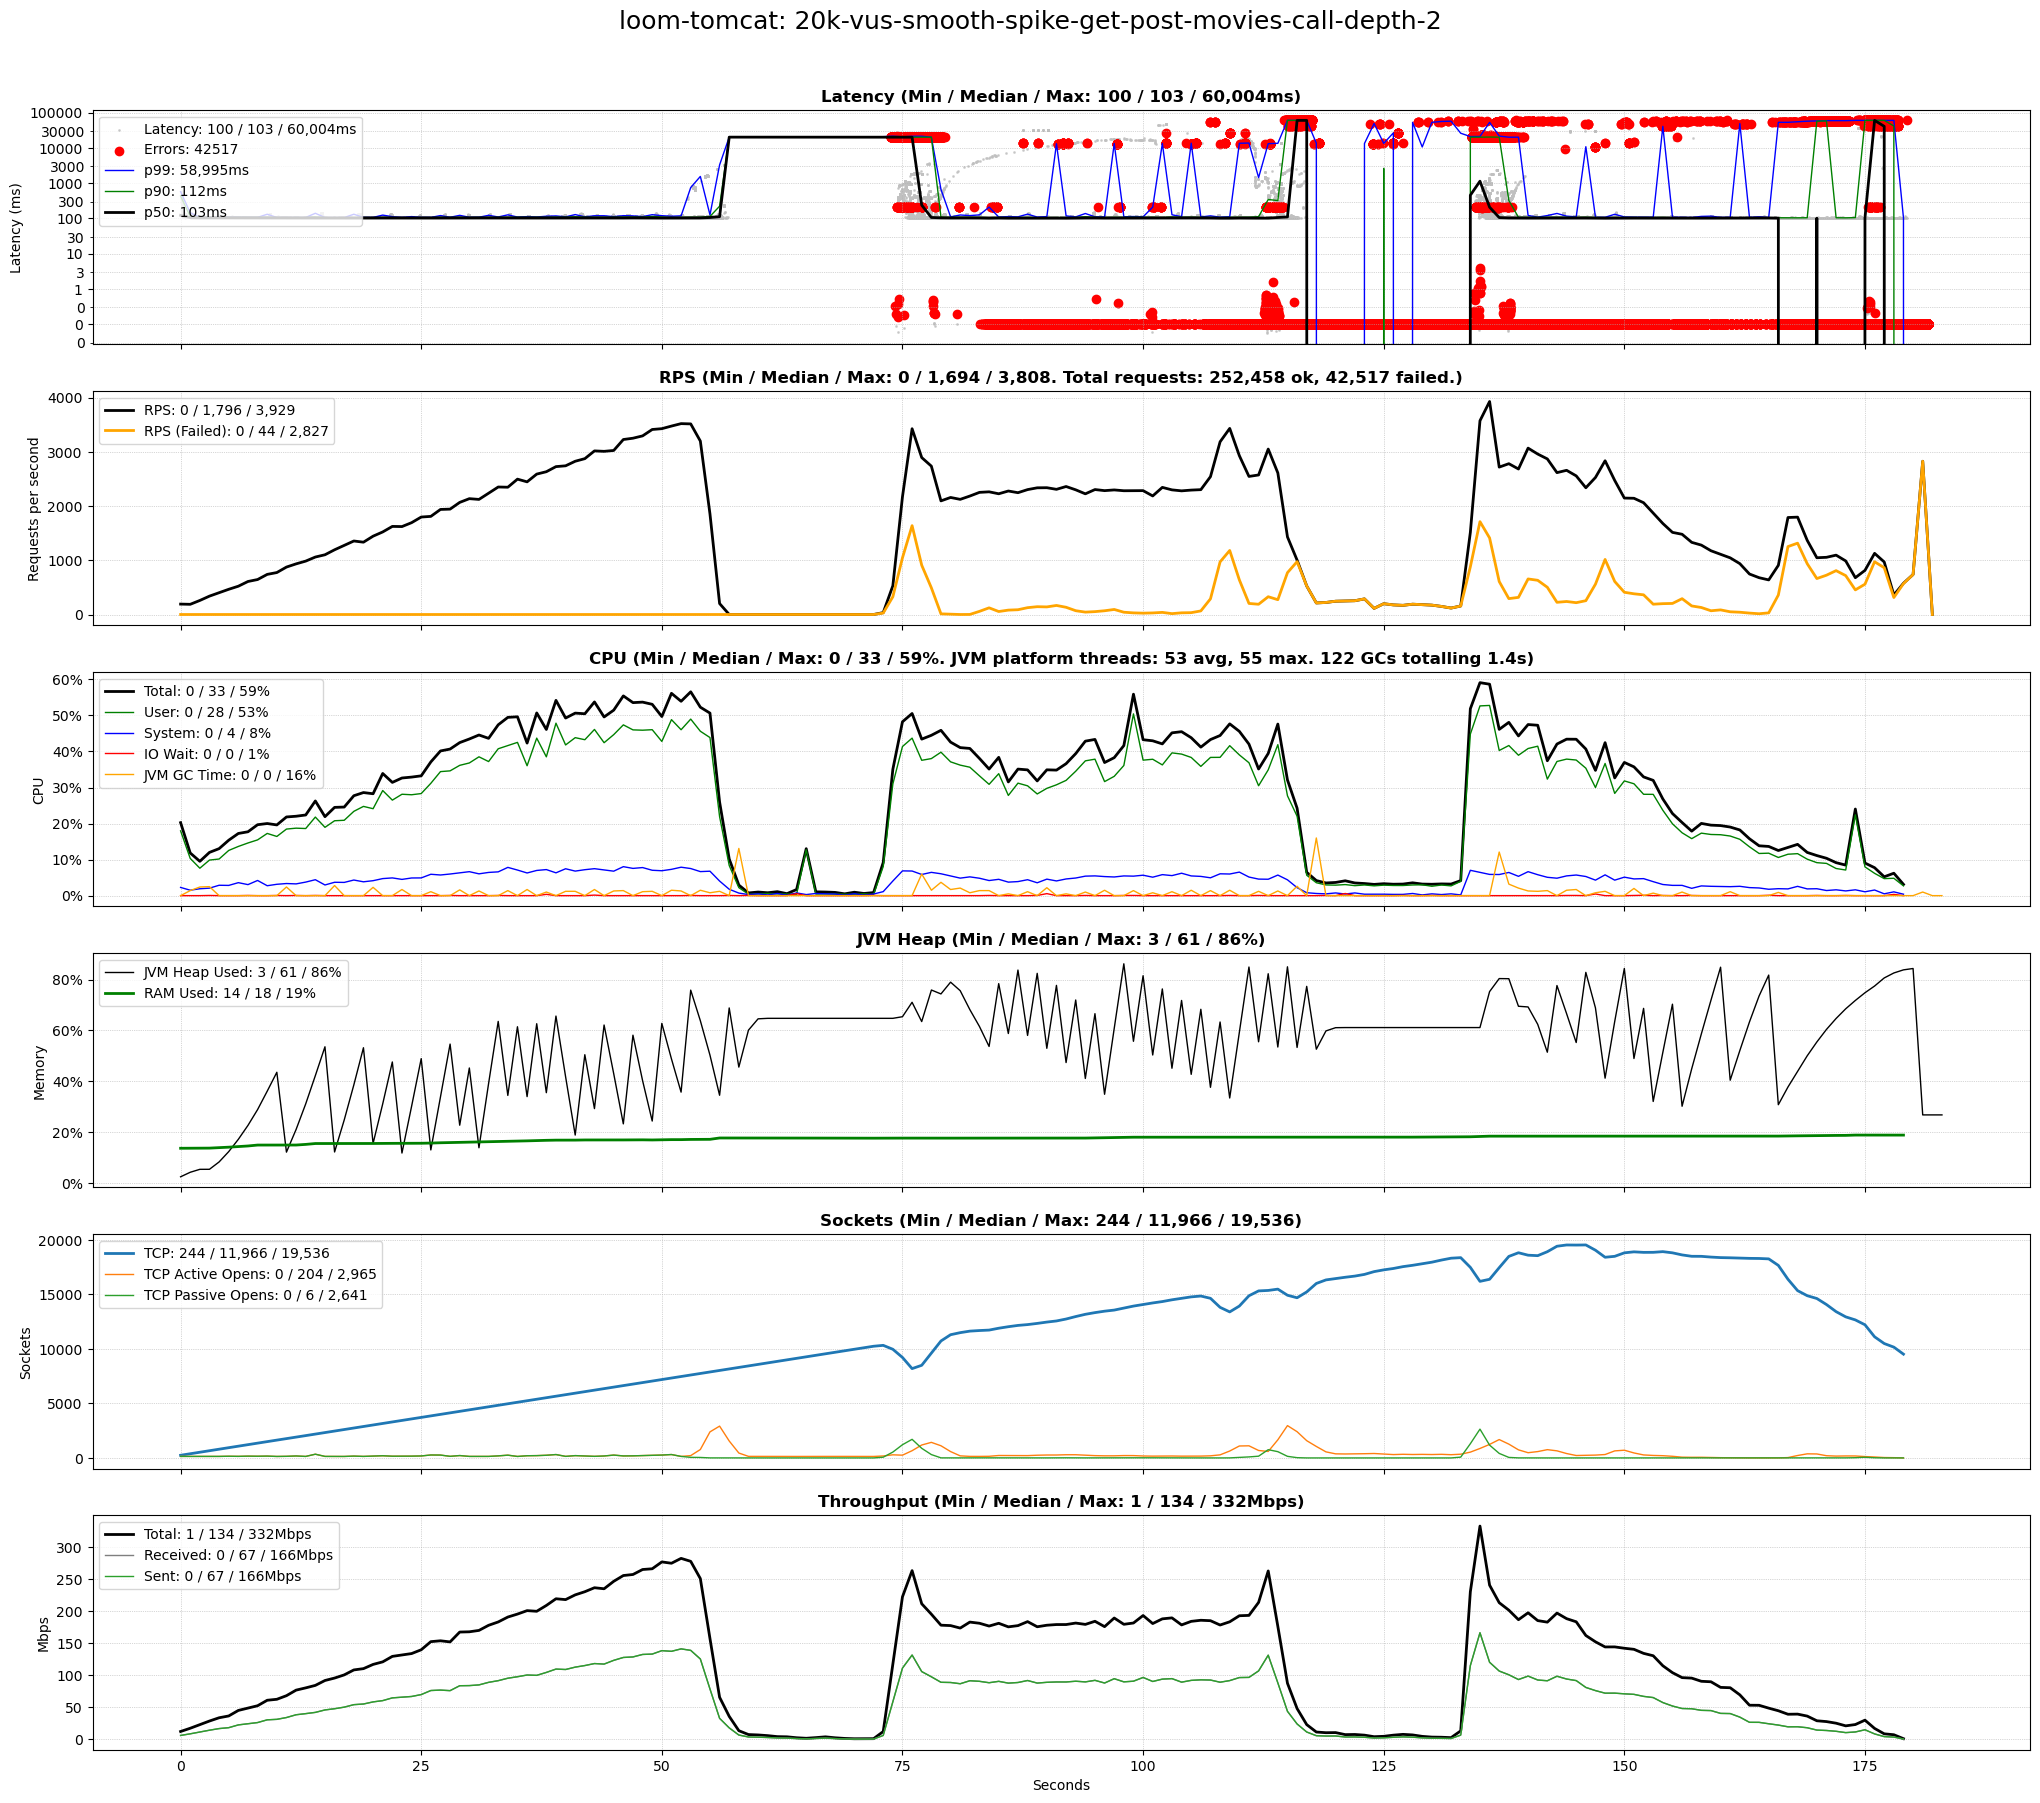 loom-tomcat: 20k-vus-smooth-spike-get-post-movies-call-depth-2
Latency (Min / Median / Max: 100 / 103 / 60,004ms)
Latency (ms)
100000
30000
10000
3000
1000
300
100
30
10
3
1
0
0
0
Latency: 100 / 103 / 60,004ms
Errors: 42517
p99: 58,995ms
p90: 112ms
p50: 103ms
RPS (Min / Median / Max: 0 / 1,694 / 3,808. Total requests: 252,458 ok, 42,517 failed.)
Requests per second
4000
3000
2000
1000
0
RPS: 0 / 1,796 / 3,929
RPS (Failed): 0 / 44 / 2,827
CPU (Min / Median / Max: 0 / 33 / 59%. JVM platform threads: 53 avg, 55 max. 122 GCs totalling 1.4s)
CPU
60%
50%
40%
30%
20%
10%
0%
Total: 0 / 33 / 59%
User: 0 / 28 / 53%
System: 0 / 4 / 8%
IO Wait: 0 / 0 / 1%
JVM GC Time: 0 / 0 / 16%
JVM Heap (Min / Median / Max: 3 / 61 / 86%)
Memory
80%
60%
40%
20%
0%
JVM Heap Used: 3 / 61 / 86%
RAM Used: 14 / 18 / 19%
Sockets (Min / Median / Max: 244 / 11,966 / 19,536)
Sockets
20000
15000
10000
5000
0
TCP: 244 / 11,966 / 19,536
TCP Active Opens: 0 / 204 / 2,965
TCP Passive Opens: 0 / 6 / 2,641
Throughput (Min / Median / Max: 1 / 134 / 332Mbps)
Mbps
300
250
200
150
100
50
0
Total: 1 / 134 / 332Mbps
Received: 0 / 67 / 166Mbps
Sent: 0 / 67 / 166Mbps
0 25 50 75 100 125 150 175
Seconds